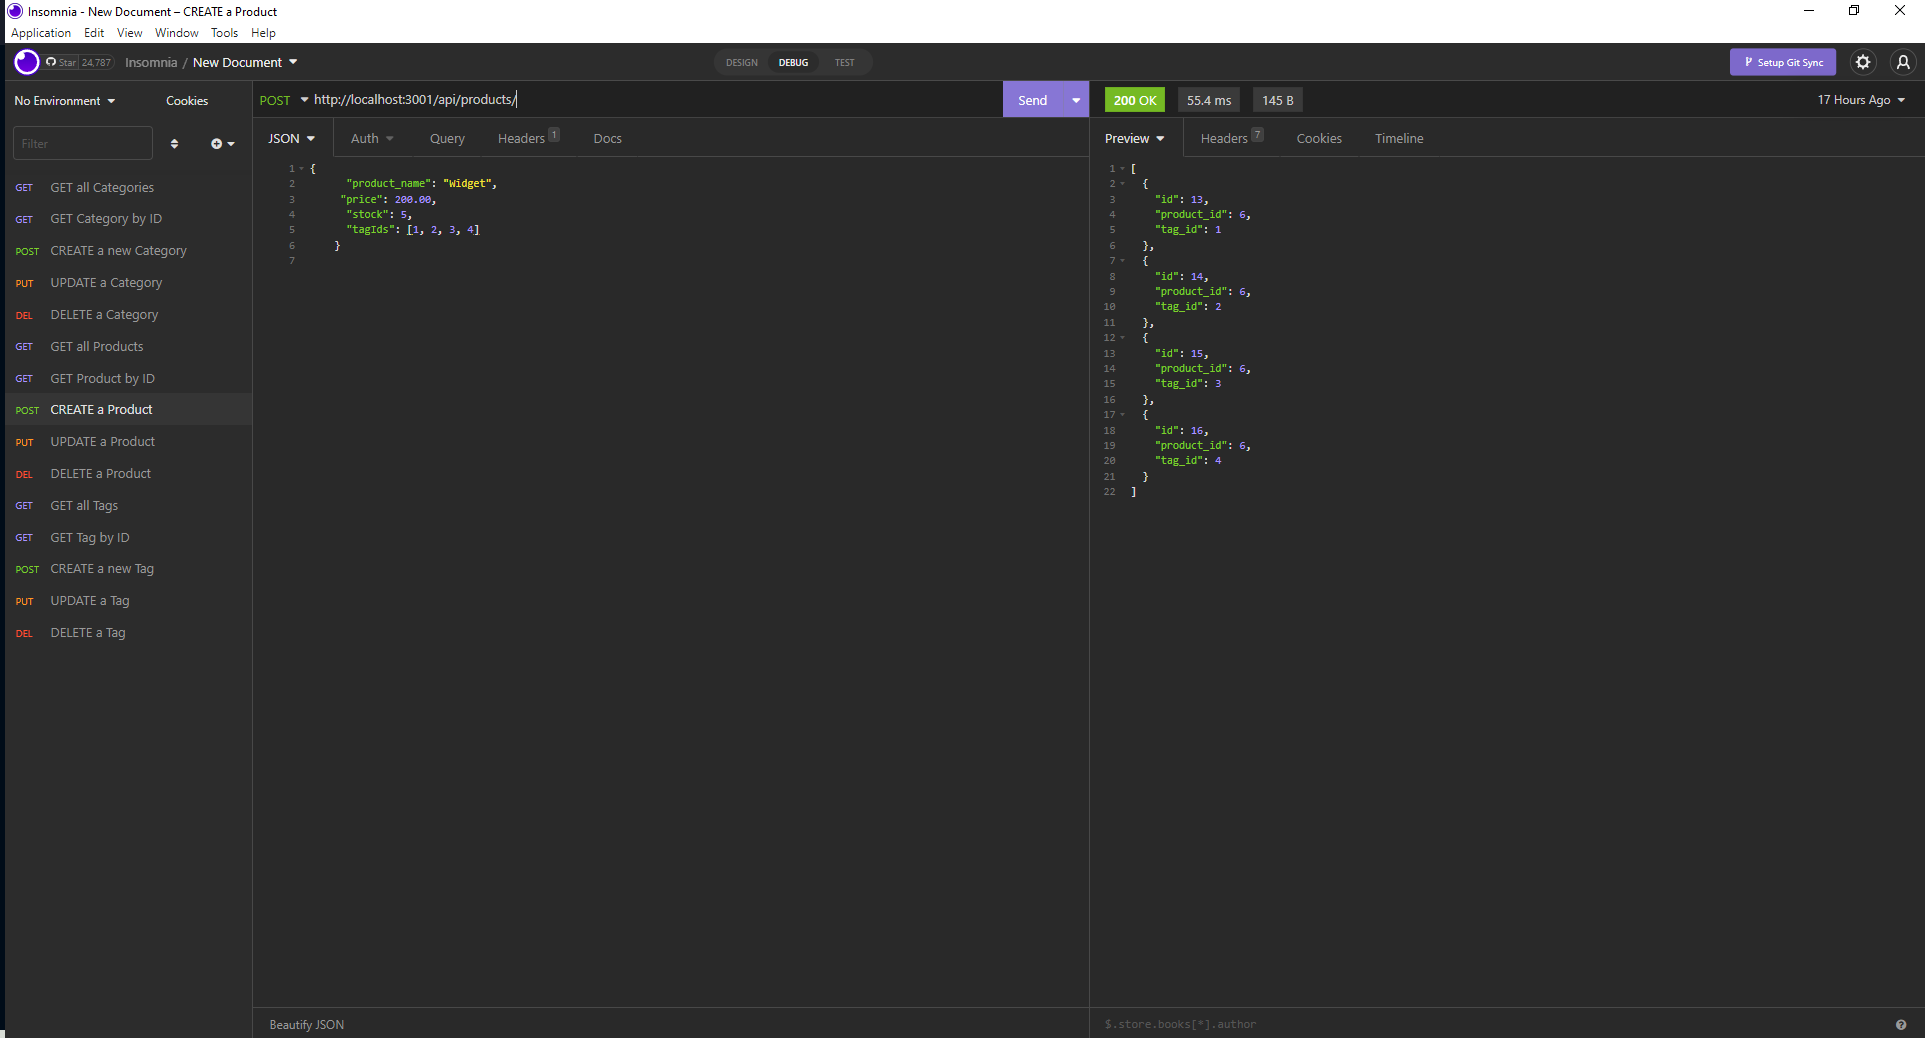 Insomnia - New Document – CREATE a Product
Application Edit View Window Tools Help
Star 24,787 Insomnia / New Document DESIGN DEBUG TEST Setup Git Sync
No Environment Cookies
Filter
GET GET all Categories
GET GET Category by ID
POST CREATE a new Category
PUT UPDATE a Category
DEL DELETE a Category
GET GET all Products
GET GET Product by ID
POST CREATE a Product
PUT UPDATE a Product
DEL DELETE a Product
GET GET all Tags
GET GET Tag by ID
POST CREATE a new Tag
PUT UPDATE a Tag
DEL DELETE a Tag
POST http://localhost:3001/api/products/ Send
JSON Auth Query Headers 1 Docs
1 {
2 "product_name": "Widget",
3 "price": 200.00,
4 "stock": 5,
5 "tagIds": [1, 2, 3, 4]
6 }
7
Beautify JSON
200 OK 55.4 ms 145 B 17 Hours Ago
Preview Headers 7 Cookies Timeline
1 [
2 {
3 "id": 13,
4 "product_id": 6,
5 "tag_id": 1
6 },
7 {
8 "id": 14,
9 "product_id": 6,
10 "tag_id": 2
11 },
12 {
13 "id": 15,
14 "product_id": 6,
15 "tag_id": 3
16 },
17 {
18 "id": 16,
19 "product_id": 6,
20 "tag_id": 4
21 }
22 ]
$.store.books[*].author